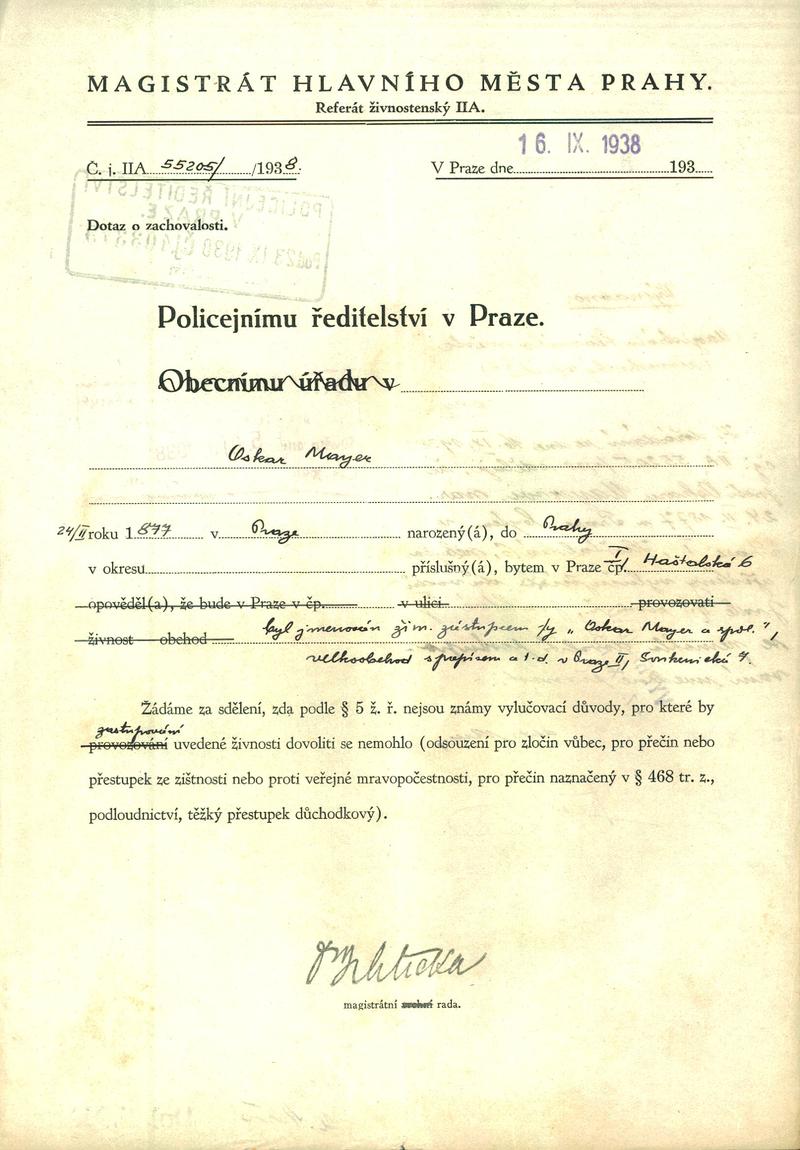 MAGISTRÁT HLAVNÍHO MĚSTA PRAHY.
Referát živnostenský IIA.
16. IX. 1938
Č. j. IIA 55205/ /1938. V Praze dne 193
Dotaz o zachovalosti.
Policejnímu ředitelství v Praze.
Obecnímu úřadu v
Oskar Mayer
24/II roku 1877 v Praze narozený(á), do Prahy
v okresu příslušný(á), bytem v Praze čp. I Haštalská 6
opověděl(a), že bude v Praze v čp. v ulici provozovati
živnost obchod byl jmenován žim. zástupcem fy „Oskar Mayer a spol.",
velkoobchod s papírem a t.d. v Praze II, Soukenická 7.
Žádáme za sdělení, zda podle § 5 ž. ř. nejsou známy vylučovací důvody, pro které by
zastupování
provozování uvedené živnosti dovoliti se nemohlo (odsouzení pro zločin vůbec, pro přečin nebo
přestupek ze zištnosti nebo proti veřejné mravopočestnosti, pro přečin naznačený v § 468 tr. z.,
podloudnictví, těžký přestupek důchodkový).
magistrátní vrchní rada.